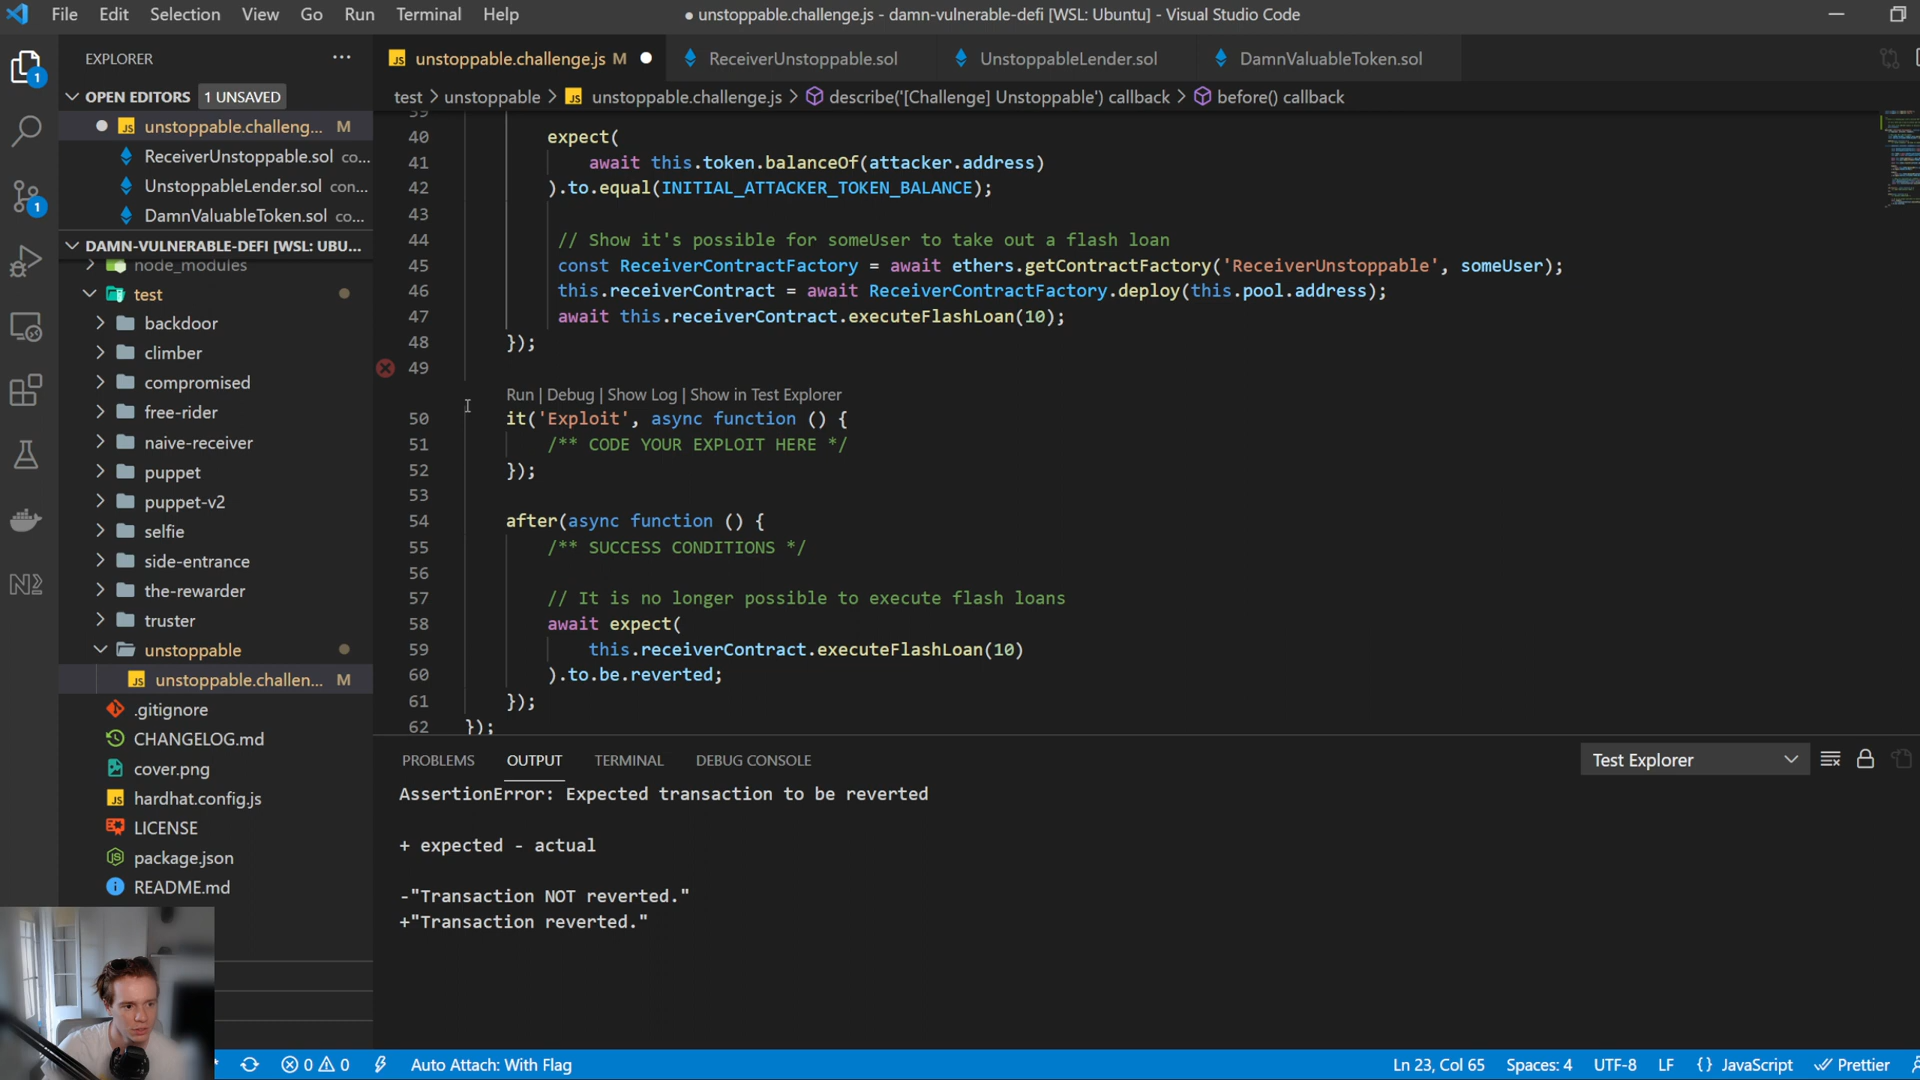 File Edit Selection View Go Run Terminal Help
● unstoppable.challenge.js - damn-vulnerable-defi [WSL: Ubuntu] - Visual Studio Code
EXPLORER
unstoppable.challenge.js M
ReceiverUnstoppable.sol
UnstoppableLender.sol
DamnValuableToken.sol
OPEN EDITORS 1 UNSAVED
test > unstoppable > JS unstoppable.challenge.js > describe('[Challenge] Unstoppable') callback > before() callback
JS unstoppable.challeng... M
ReceiverUnstoppable.sol co...
UnstoppableLender.sol con...
DamnValuableToken.sol co...
DAMN-VULNERABLE-DEFI [WSL: UBU...
node_modules
test
backdoor
climber
compromised
free-rider
naive-receiver
puppet
puppet-v2
selfie
side-entrance
the-rewarder
truster
unstoppable
JS unstoppable.challen... M
.gitignore
CHANGELOG.md
cover.png
JS hardhat.config.js
LICENSE
package.json
README.md
39
40 expect(
41 await this.token.balanceOf(attacker.address)
42 ).to.equal(INITIAL_ATTACKER_TOKEN_BALANCE);
43
44 // Show it's possible for someUser to take out a flash loan
45 const ReceiverContractFactory = await ethers.getContractFactory('ReceiverUnstoppable', someUser);
46 this.receiverContract = await ReceiverContractFactory.deploy(this.pool.address);
47 await this.receiverContract.executeFlashLoan(10);
48 });
49
Run | Debug | Show Log | Show in Test Explorer
50 it('Exploit', async function () {
51 /** CODE YOUR EXPLOIT HERE */
52 });
53
54 after(async function () {
55 /** SUCCESS CONDITIONS */
56
57 // It is no longer possible to execute flash loans
58 await expect(
59 this.receiverContract.executeFlashLoan(10)
60 ).to.be.reverted;
61 });
62 });
PROBLEMS OUTPUT TERMINAL DEBUG CONSOLE
Test Explorer
AssertionError: Expected transaction to be reverted
+ expected - actual
-"Transaction NOT reverted."
+"Transaction reverted."
0 0 Auto Attach: With Flag
Ln 23, Col 65 Spaces: 4 UTF-8 LF {} JavaScript Prettier